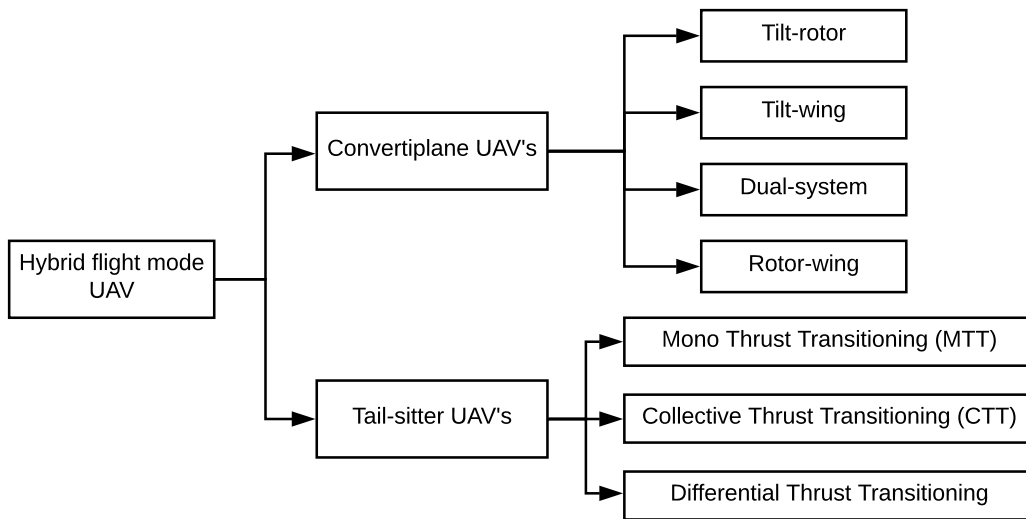 Hybrid flight mode
UAV
Convertiplane UAV's
Tilt-rotor
Tilt-wing
Dual-system
Rotor-wing
Tail-sitter UAV's
Mono Thrust Transitioning (MTT)
Collective Thrust Transitioning (CTT)
Differential Thrust Transitioning